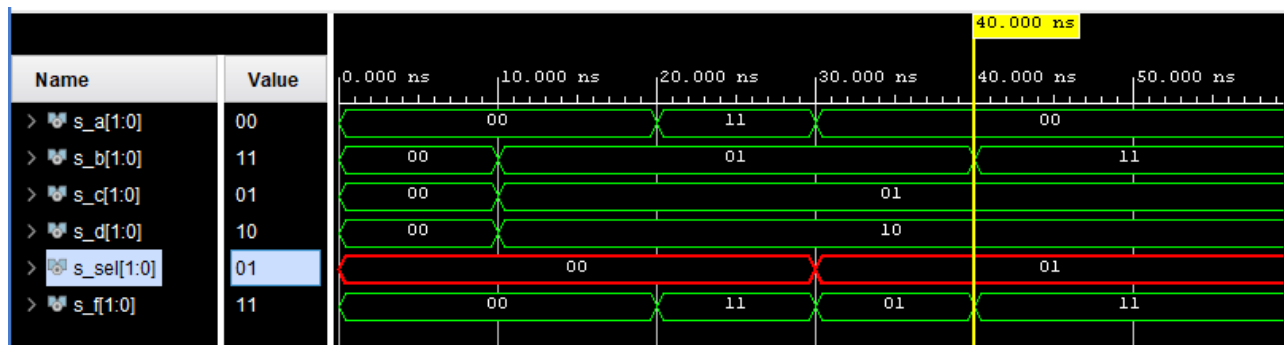 40.000 ns
Name Value 0.000 ns 10.000 ns 20.000 ns 30.000 ns 40.000 ns 50.000 ns
> s_a[1:0] 00 00 11 00
> s_b[1:0] 11 00 01 11
> s_c[1:0] 01 00 01
> s_d[1:0] 10 00 10
> s_sel[1:0] 01 00 01
> s_f[1:0] 11 00 11 01 11